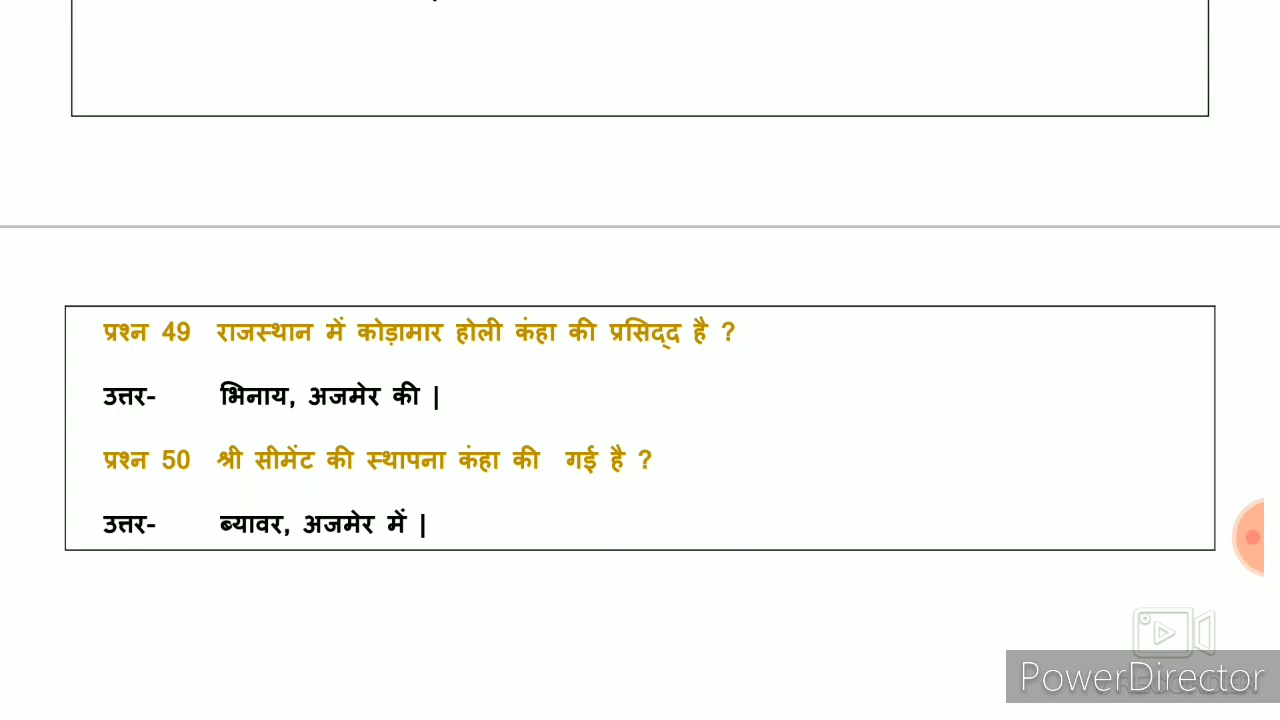 प्रश्न 49 राजस्थान में कोड़ामार होली कंहा की प्रसिद्द है ?
उत्तर- भिनाय, अजमेर की |
प्रश्न 50 श्री सीमेंट की स्थापना कंहा की गई है ?
उत्तर- ब्यावर, अजमेर में |
PowerDirector